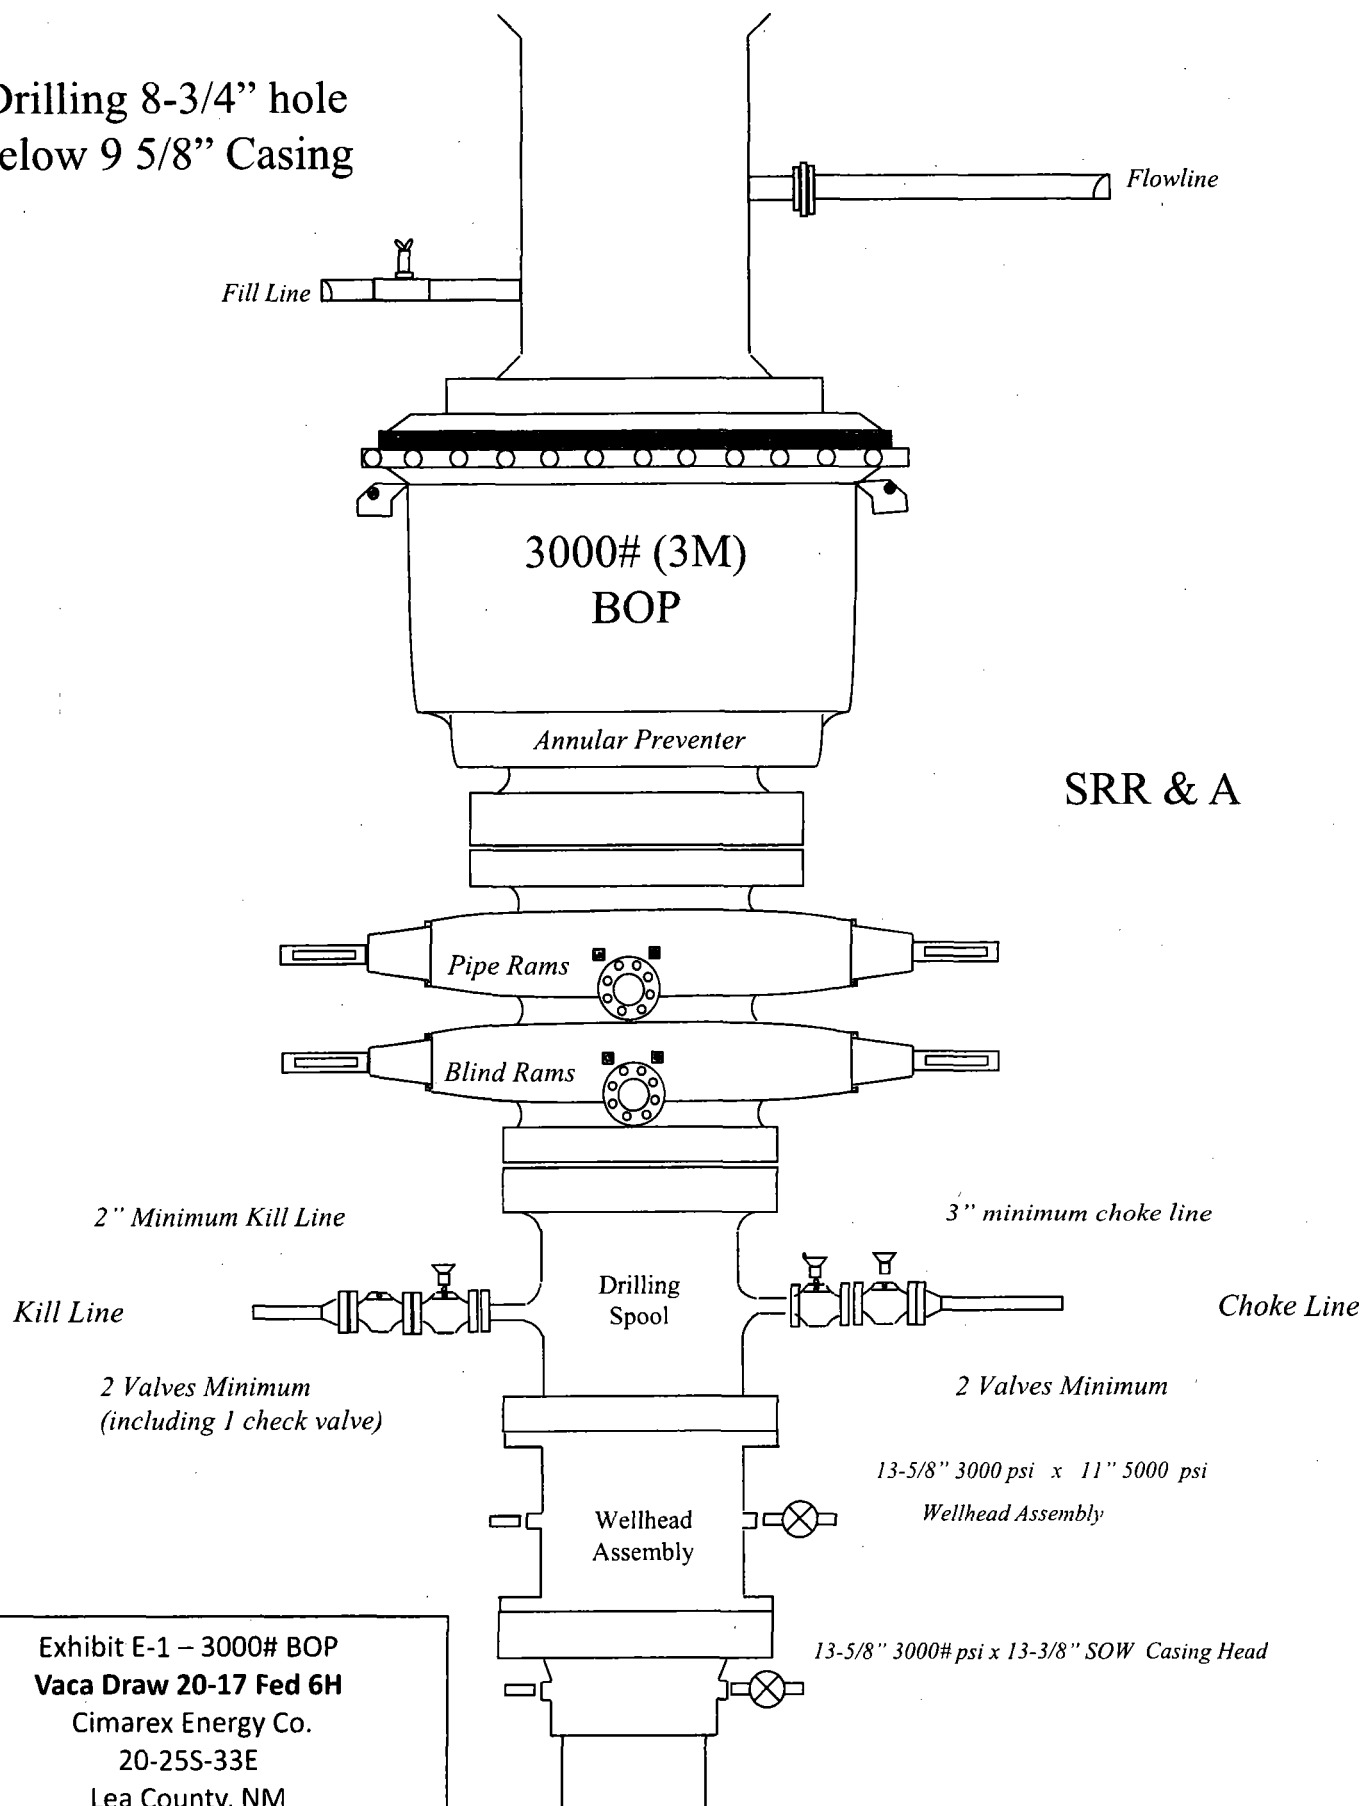 Drilling 8-3/4” hole
elow 9 5/8” Casing
Flowline
Fill Line
3000# (3M)
BOP
Annular Preventer
SRR & A
Pipe Rams
Blind Rams
2” Minimum Kill Line
3” minimum choke line
Drilling
Spool
Kill Line
Choke Line
2 Valves Minimum
(including 1 check valve)
2 Valves Minimum
13-5/8” 3000 psi x 11” 5000 psi
Wellhead Assembly
Wellhead
Assembly
13-5/8” 3000# psi x 13-3/8” SOW Casing Head
Exhibit E-1 – 3000# BOP
Vaca Draw 20-17 Fed 6H
Cimarex Energy Co.
20-25S-33E
Lea County, NM